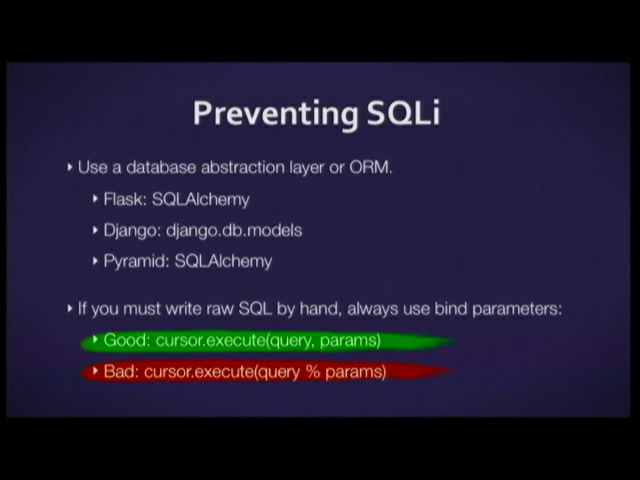 Preventing SQLi
Use a database abstraction layer or ORM.
Flask: SQLAlchemy
Django: django.db.models
Pyramid: SQLAlchemy
If you must write raw SQL by hand, always use bind parameters:
Good: cursor.execute(query, params)
Bad: cursor.execute(query % params)